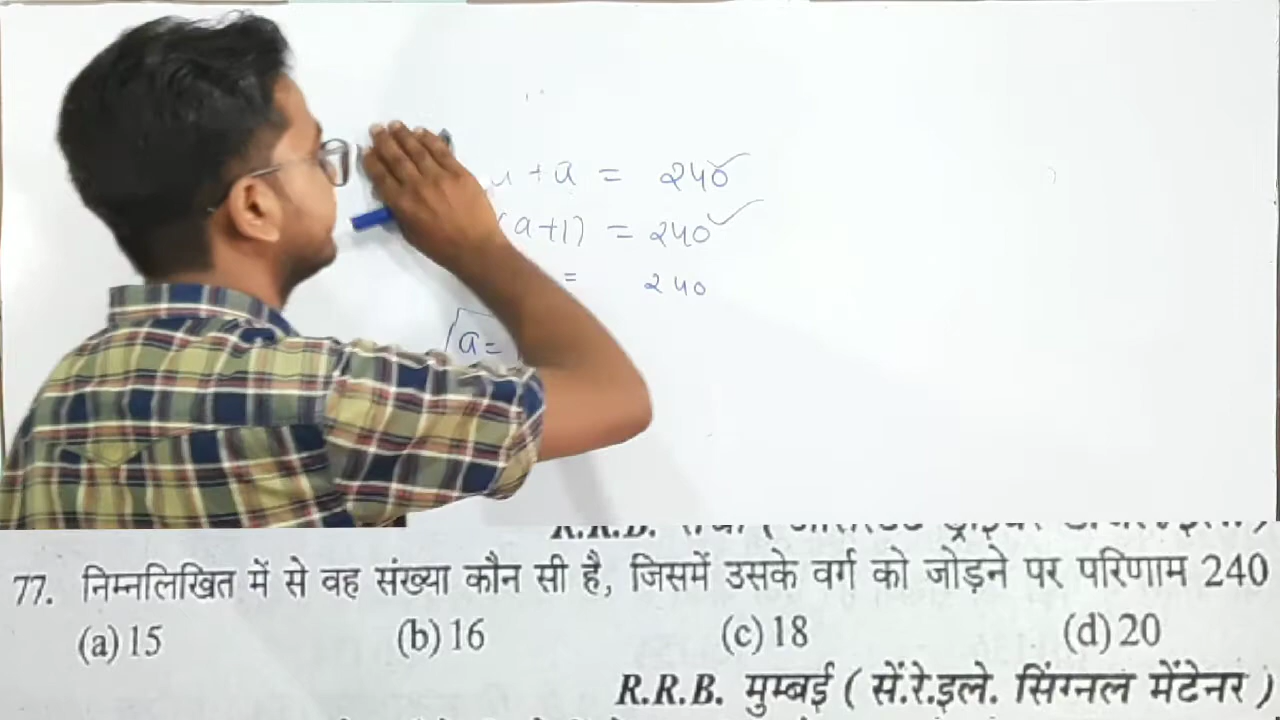 + a = 240
(a+1) = 240
= 240
a =
R.R.B.
77. निम्नलिखित में से वह संख्या कौन सी है, जिसमें उसके वर्ग को जोड़ने पर परिणाम 240
(a) 15 (b) 16 (c) 18 (d) 20
R.R.B. मुम्बई ( सें.रे.इले. सिंग्नल मेंटेनर )